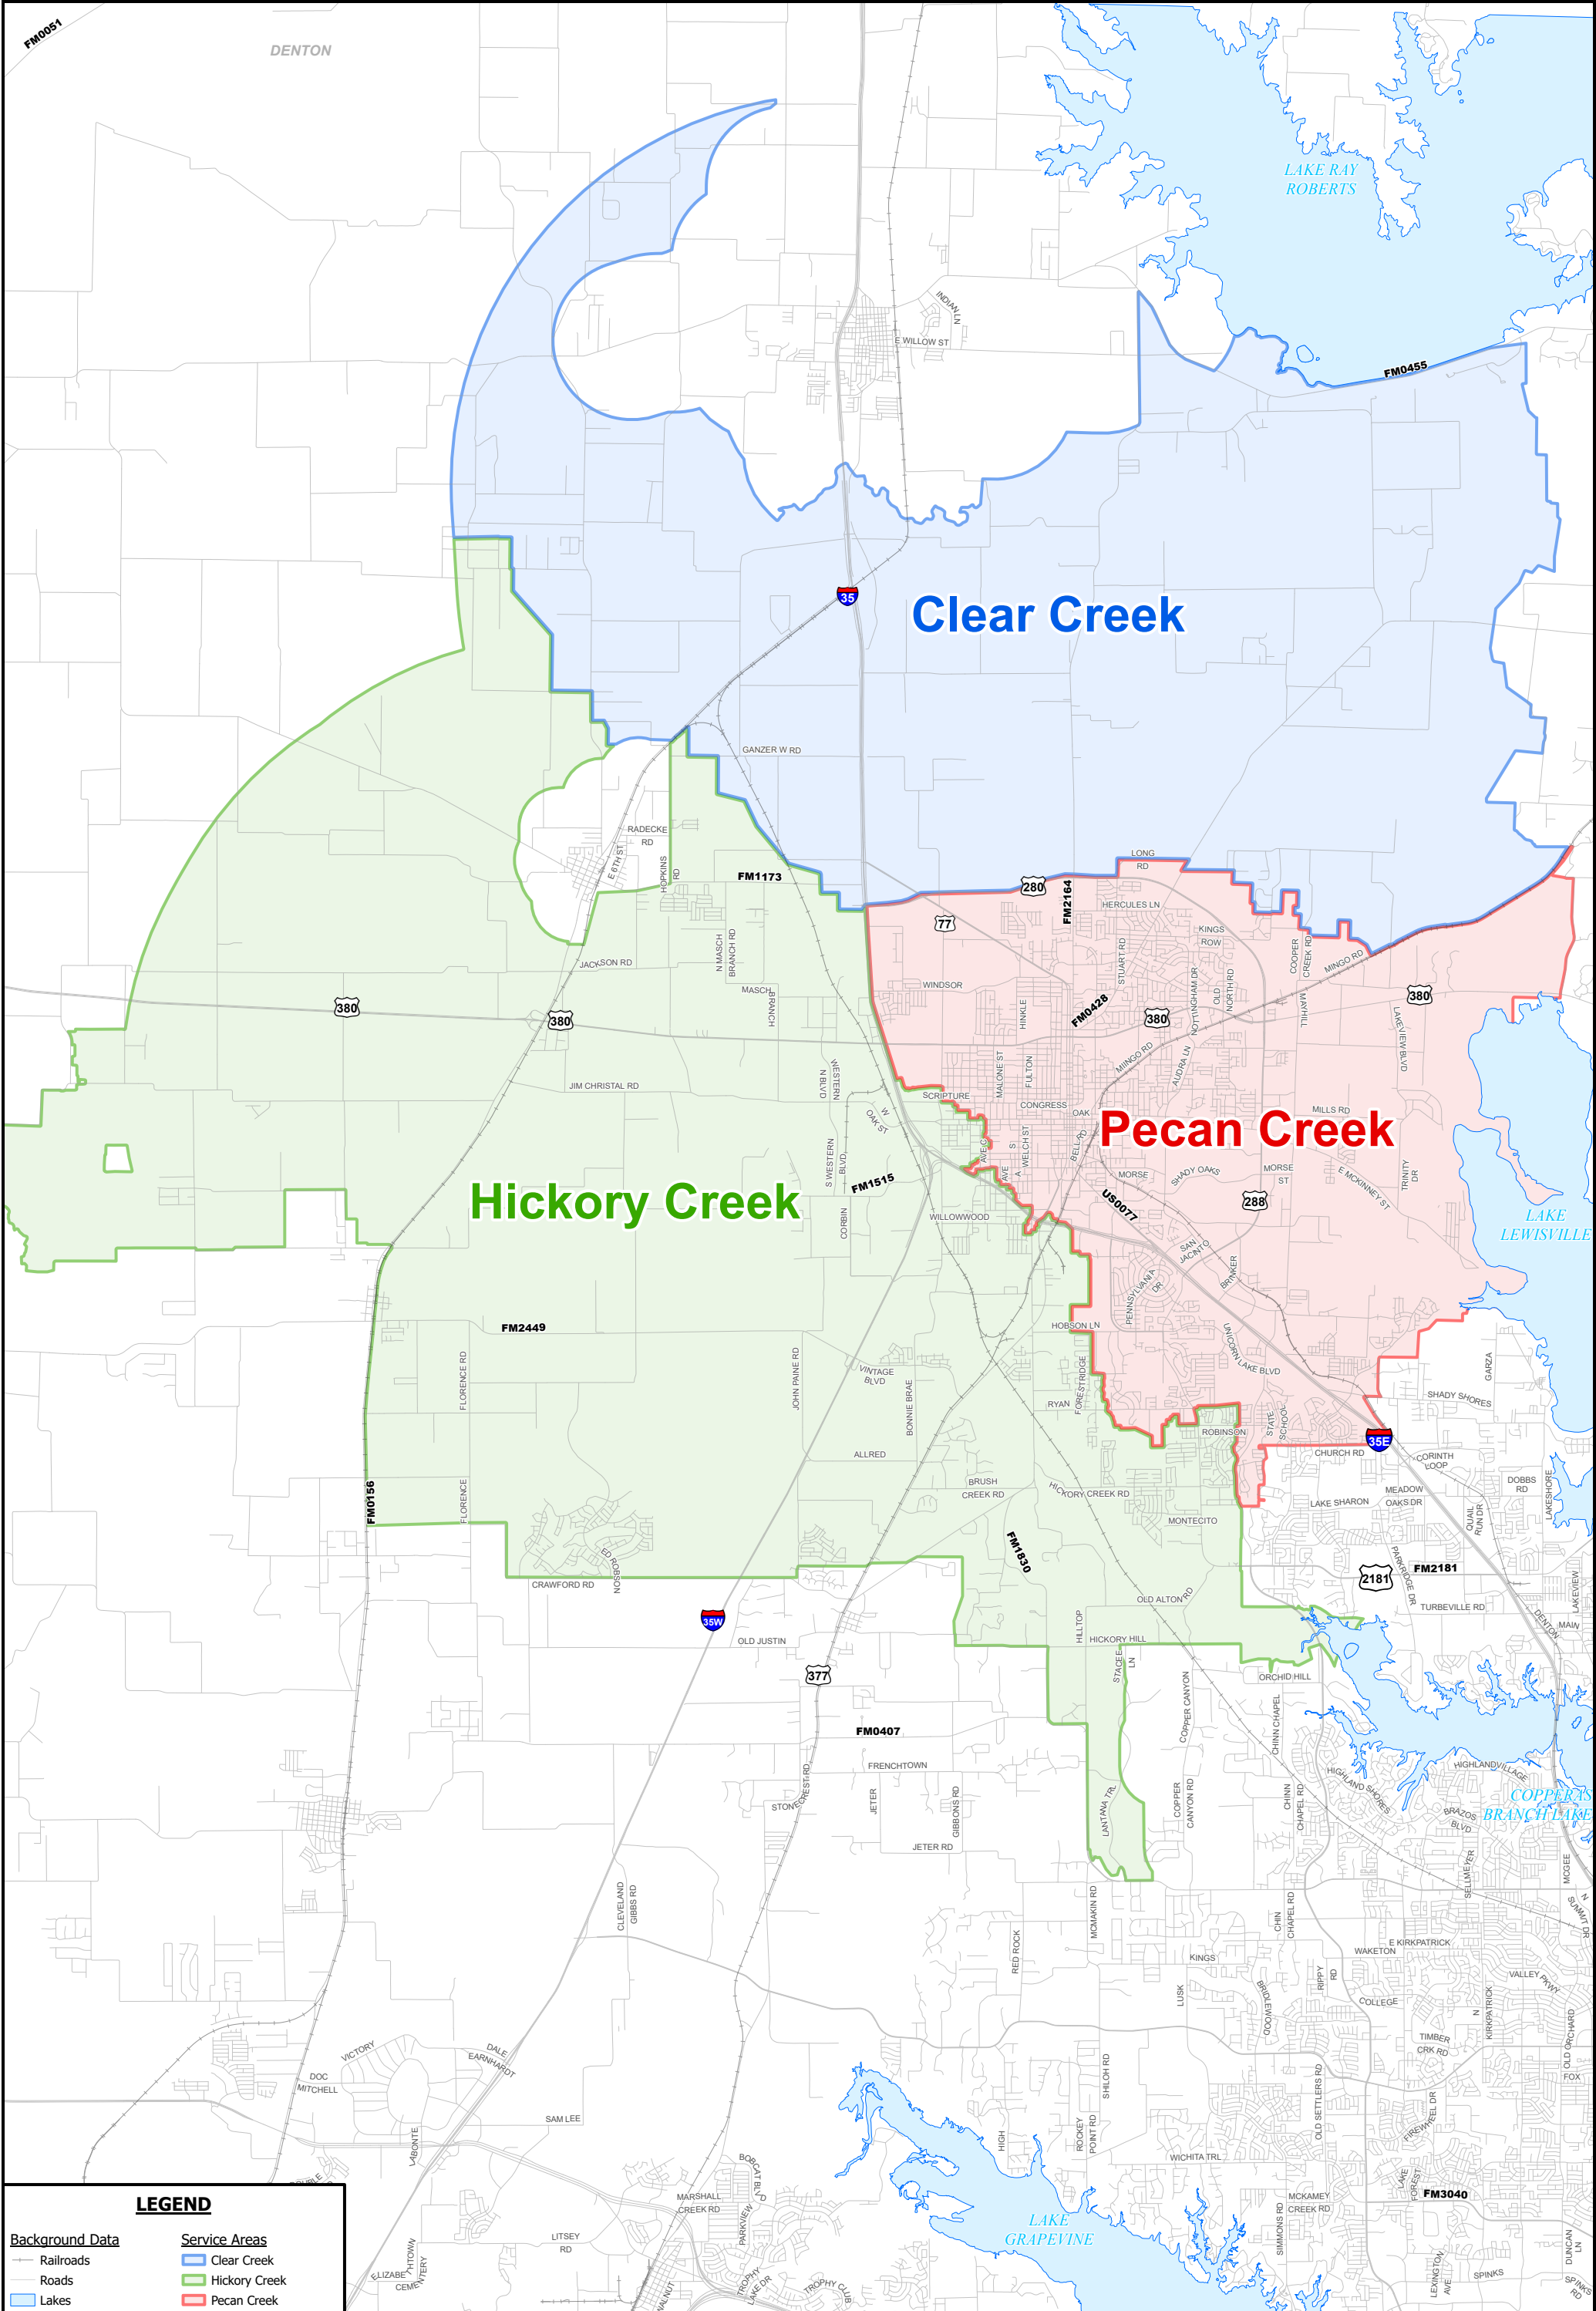 FM0051
DENTON
LAKE RAY
ROBERTS
INDIAN LN
E WILLOW ST
FM0455
35
Clear Creek
GANZER W RD
RADECKE
RD
E 6TH ST
HOPKINS
RD
FM1173
LONG
RD
280
FM2164
HERCULES LN
77
KINGS
ROW
STUART RD
N MASCH
BRANCH RD
COOPER
CREEK RD
MINGO RD
JACKSON RD
WINDSOR
NOTTINGHAM DR
OLD
NORTH RD
MASCH
BRANCH
380
380
380
380
HINKLE
FM0428
MAYHILL
LAKEVIEW BLVD
MIINGO RD
AUDRA LN
MALONE ST
FULTON
WESTERN
N BLVD
JIM CHRISTAL RD
SCRIPTURE
CONGRESS
OAK
W
OAK ST
MILLS RD
Pecan Creek
BELL RD
S
WELCH ST
AVE C
AVE
A
MORSE
SHADY OAKS
MORSE
ST
E MCKINNEY ST
TRINITY
DR
S WESTERN
BLVD
FM1515
Hickory Creek
US0077
288
CORBIN
WILLOWWOOD
LAKE
LEWISVILLE
SAN
JACINTO
BRINKER
PENNSYLVANIA
DR
FM2449
HOBSON LN
UNICORN LAKE BLVD
JOHN PAINE RD
VINTAGE
BLVD
FLORENCE RD
BONNIE BRAE
FORESTRIDGE
RYAN
GARZA
SHADY SHORES
STATE
SCHOOL
ROBINSON
35E
CHURCH RD
CORINTH
LOOP
ALLRED
BRUSH
CREEK RD
HICKORY CREEK RD
FM0156
FLORENCE
MEADOW
OAKS DR
LAKE SHARON
DOBBS
RD
LAKESHORE
QUAIL
RUN DR
MONTECITO
FM1830
ED ROBSON
CRAWFORD RD
PARKRIDGE DR
FM2181
2181
LAKEVIEW
OLD ALTON RD
TURBEVILLE RD
DENTON
MAIN
35W
OLD JUSTIN
HILLTOP
HICKORY HILL
STACEE
LN
377
ORCHID HILL
COPPER CANYON
CHINN CHAPEL
FM0407
FRENCHTOWN
STONECREST RD
JETER
GIBBONS RD
LANTANA TRL
COPPER
CANYON RD
CHINN
CHAPEL RD
HIGHLAND SHORES
HIGHLANDVILLAGE
COPPERAS
BRANCH LAKE
BRAZOS
BLVD
JETER RD
SELLMEYER
MCGEE
CLEVELAND
GIBBS RD
MCMAKIN RD
N
SUMMIT DR
CHIN
CHAPEL RD
RED ROCK
E KIRKPATRICK
WAKETON
KINGS
RIPPY
RD
VALLEY PKWY
LUSK
BRIDLEWOOD
COLLEGE
N
KIRKPATRICK
TIMBER
CRK RD
OLD ORCHARD
FOX
VICTORY
DALE
EARNHARDT
DOC
MITCHELL
SHILOH RD
OLD SETTLERS RD
FIREWHEEL DR
SAM LEE
LABONTE
HIGH
ROCKEY
POINT RD
WICHITA TRL
BOBCAT BLVD
LAKE
FOREST
MARSHALL
CREEK RD
PARKVIEW
MCKAMEY
CREEK RD
FM3040
LAKE
GRAPEVINE
SIMMONS RD
LITSEY
RD
DUNCAN
LN
ELIZABETHTOWN
CEMETERY
TROPHY
LAKE DR
TROPHY CLUB
LEXINGTON
AVE
SPINKS
SPINKS
RD
LEGEND
Background Data
Railroads
Roads
Lakes
Service Areas
Clear Creek
Hickory Creek
Pecan Creek